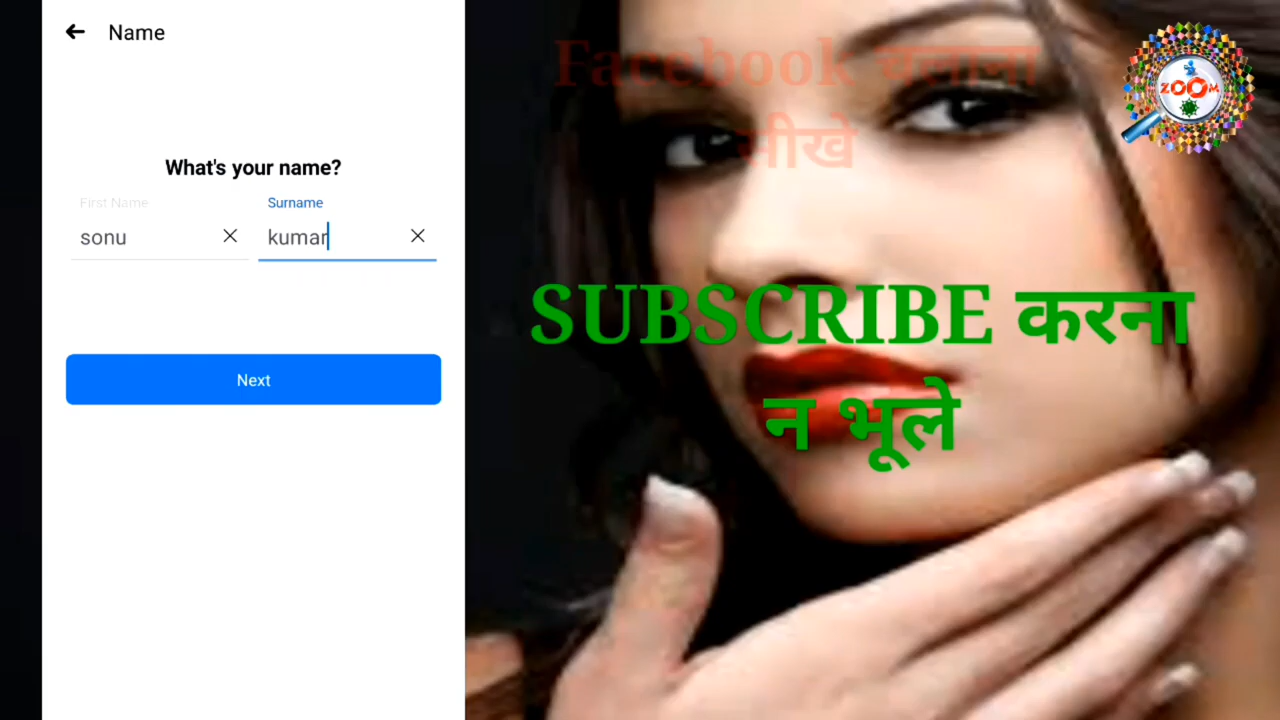 Name
What's your name?
First Name
Surname
sonu
kumar
Next
Facebook चलाना
सीखे
SUBSCRIBE करना
न भूले
ZOOM